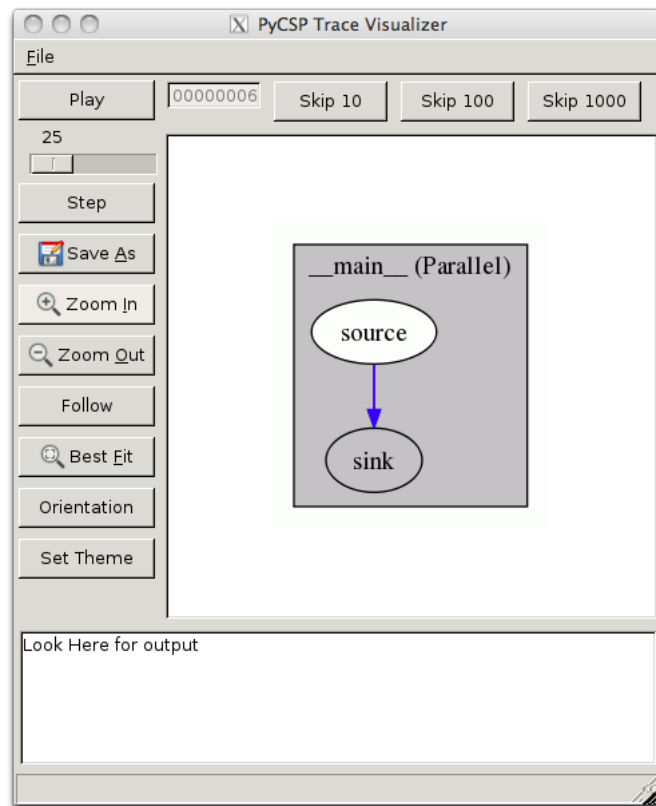 PyCSP Trace Visualizer
File
Play
00000006
Skip 10
Skip 100
Skip 1000
25
Step
Save As
Zoom In
Zoom Out
Follow
Best Fit
Orientation
Set Theme
__main__ (Parallel)
source
sink
Look Here for output